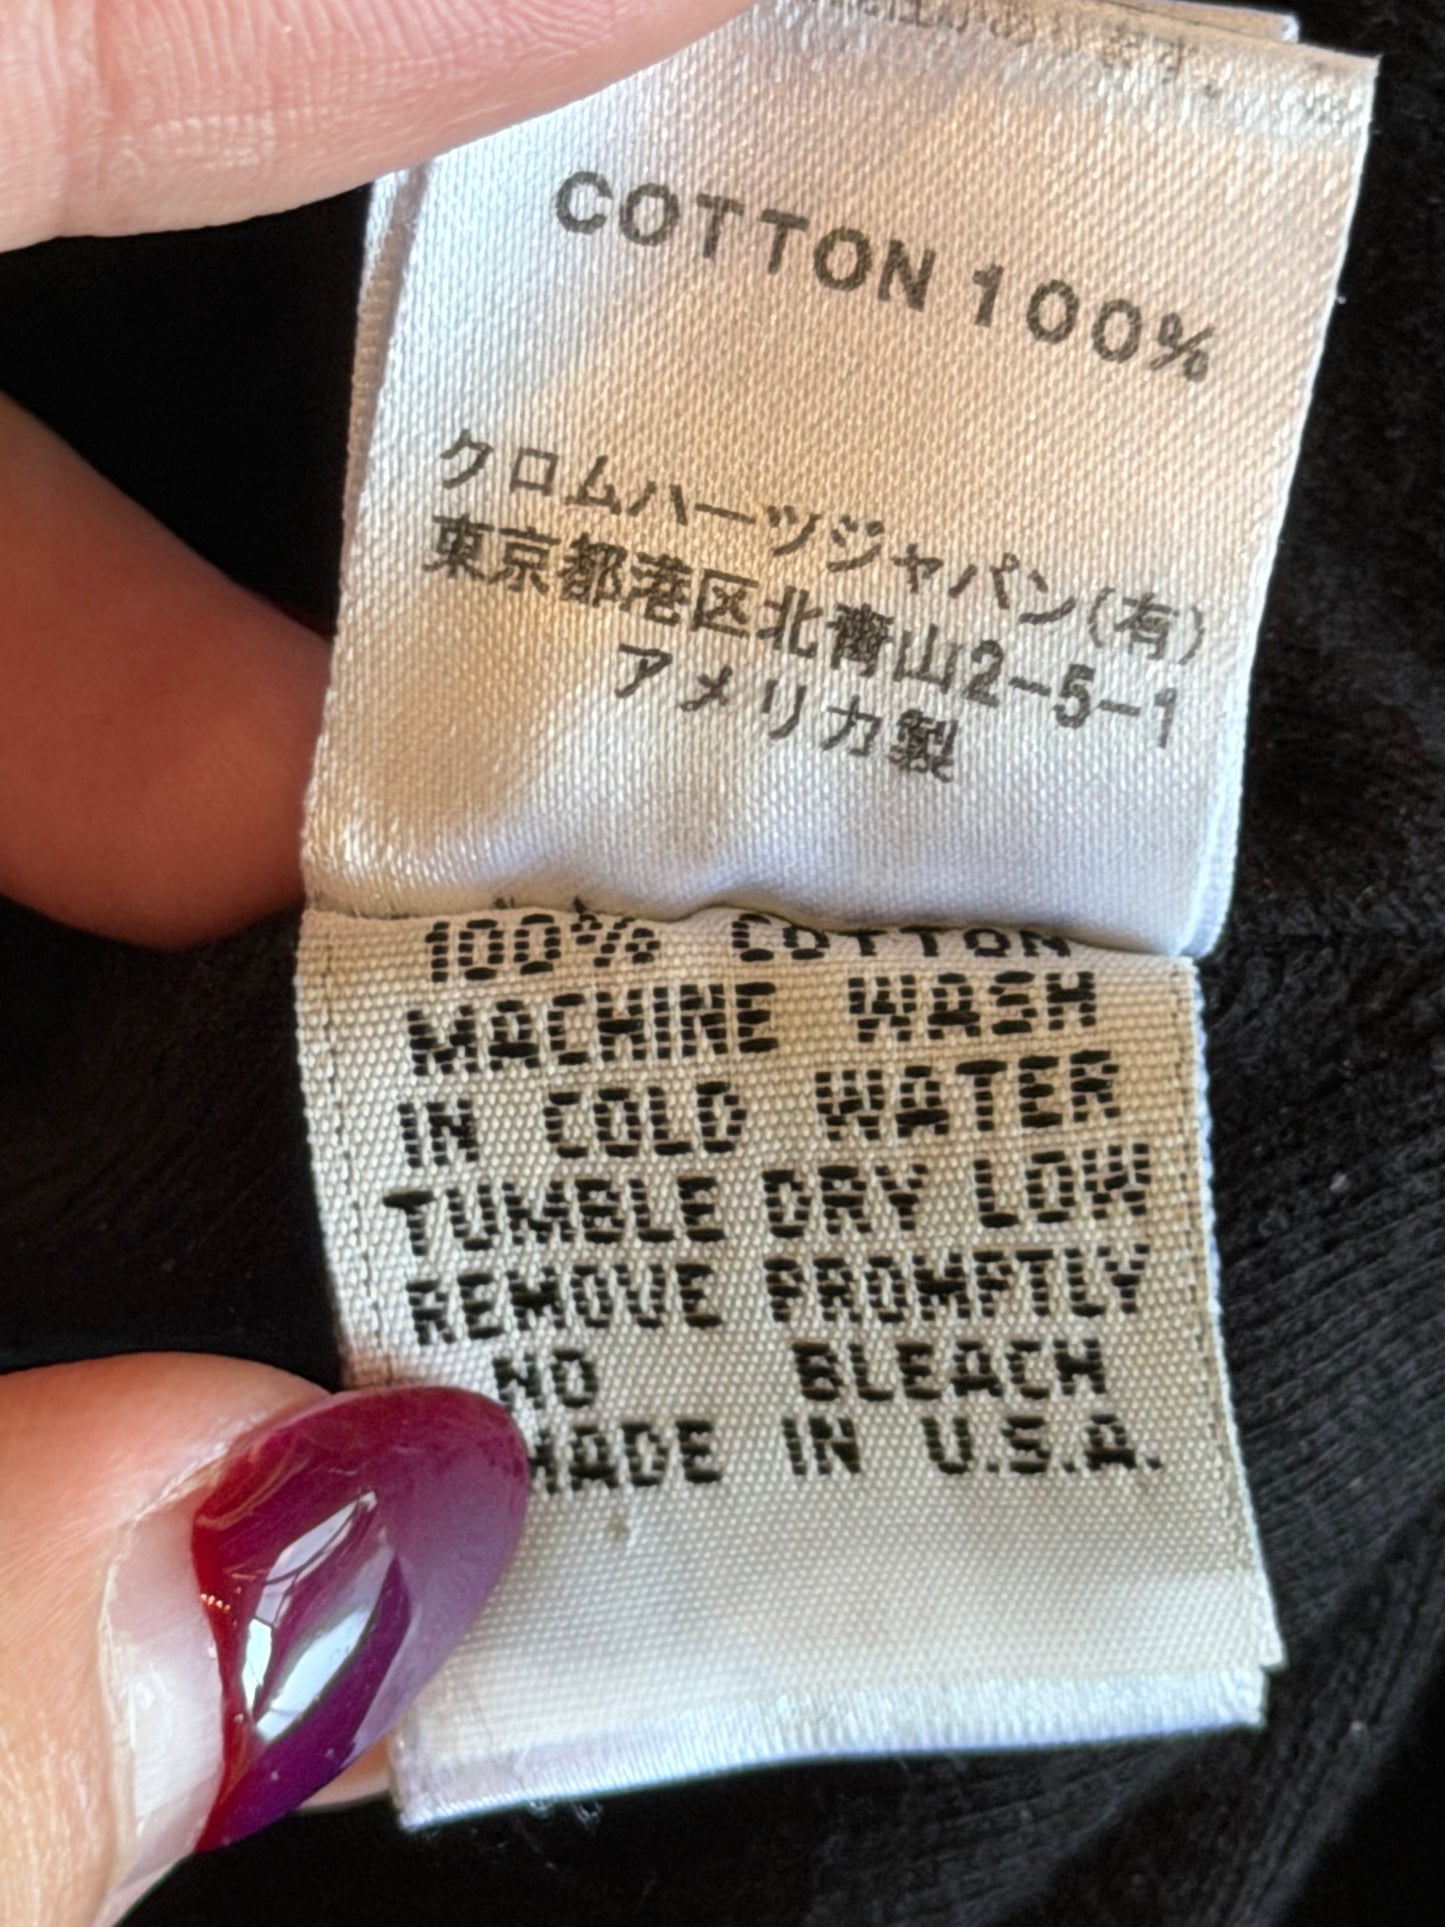 COTTON 100%
クロムハーツジャパン(有)
東京都港区北青山2-5-1
アメリカ製
100% COTTON
MACHINE WASH
IN COLD WATER
TUMBLE DRY LOW
REMOVE PROMPTLY
NO BLEACH
MADE IN U.S.A.